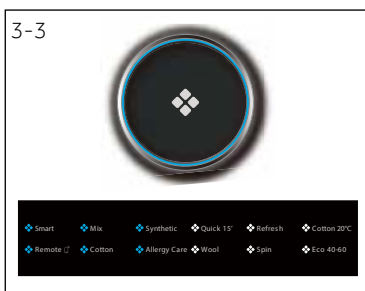 3-3
Smart Mix Synthetic Quick 15' Refresh Cotton 20°C
Remote Cotton Allergy Care Wool Spin Eco 40-60